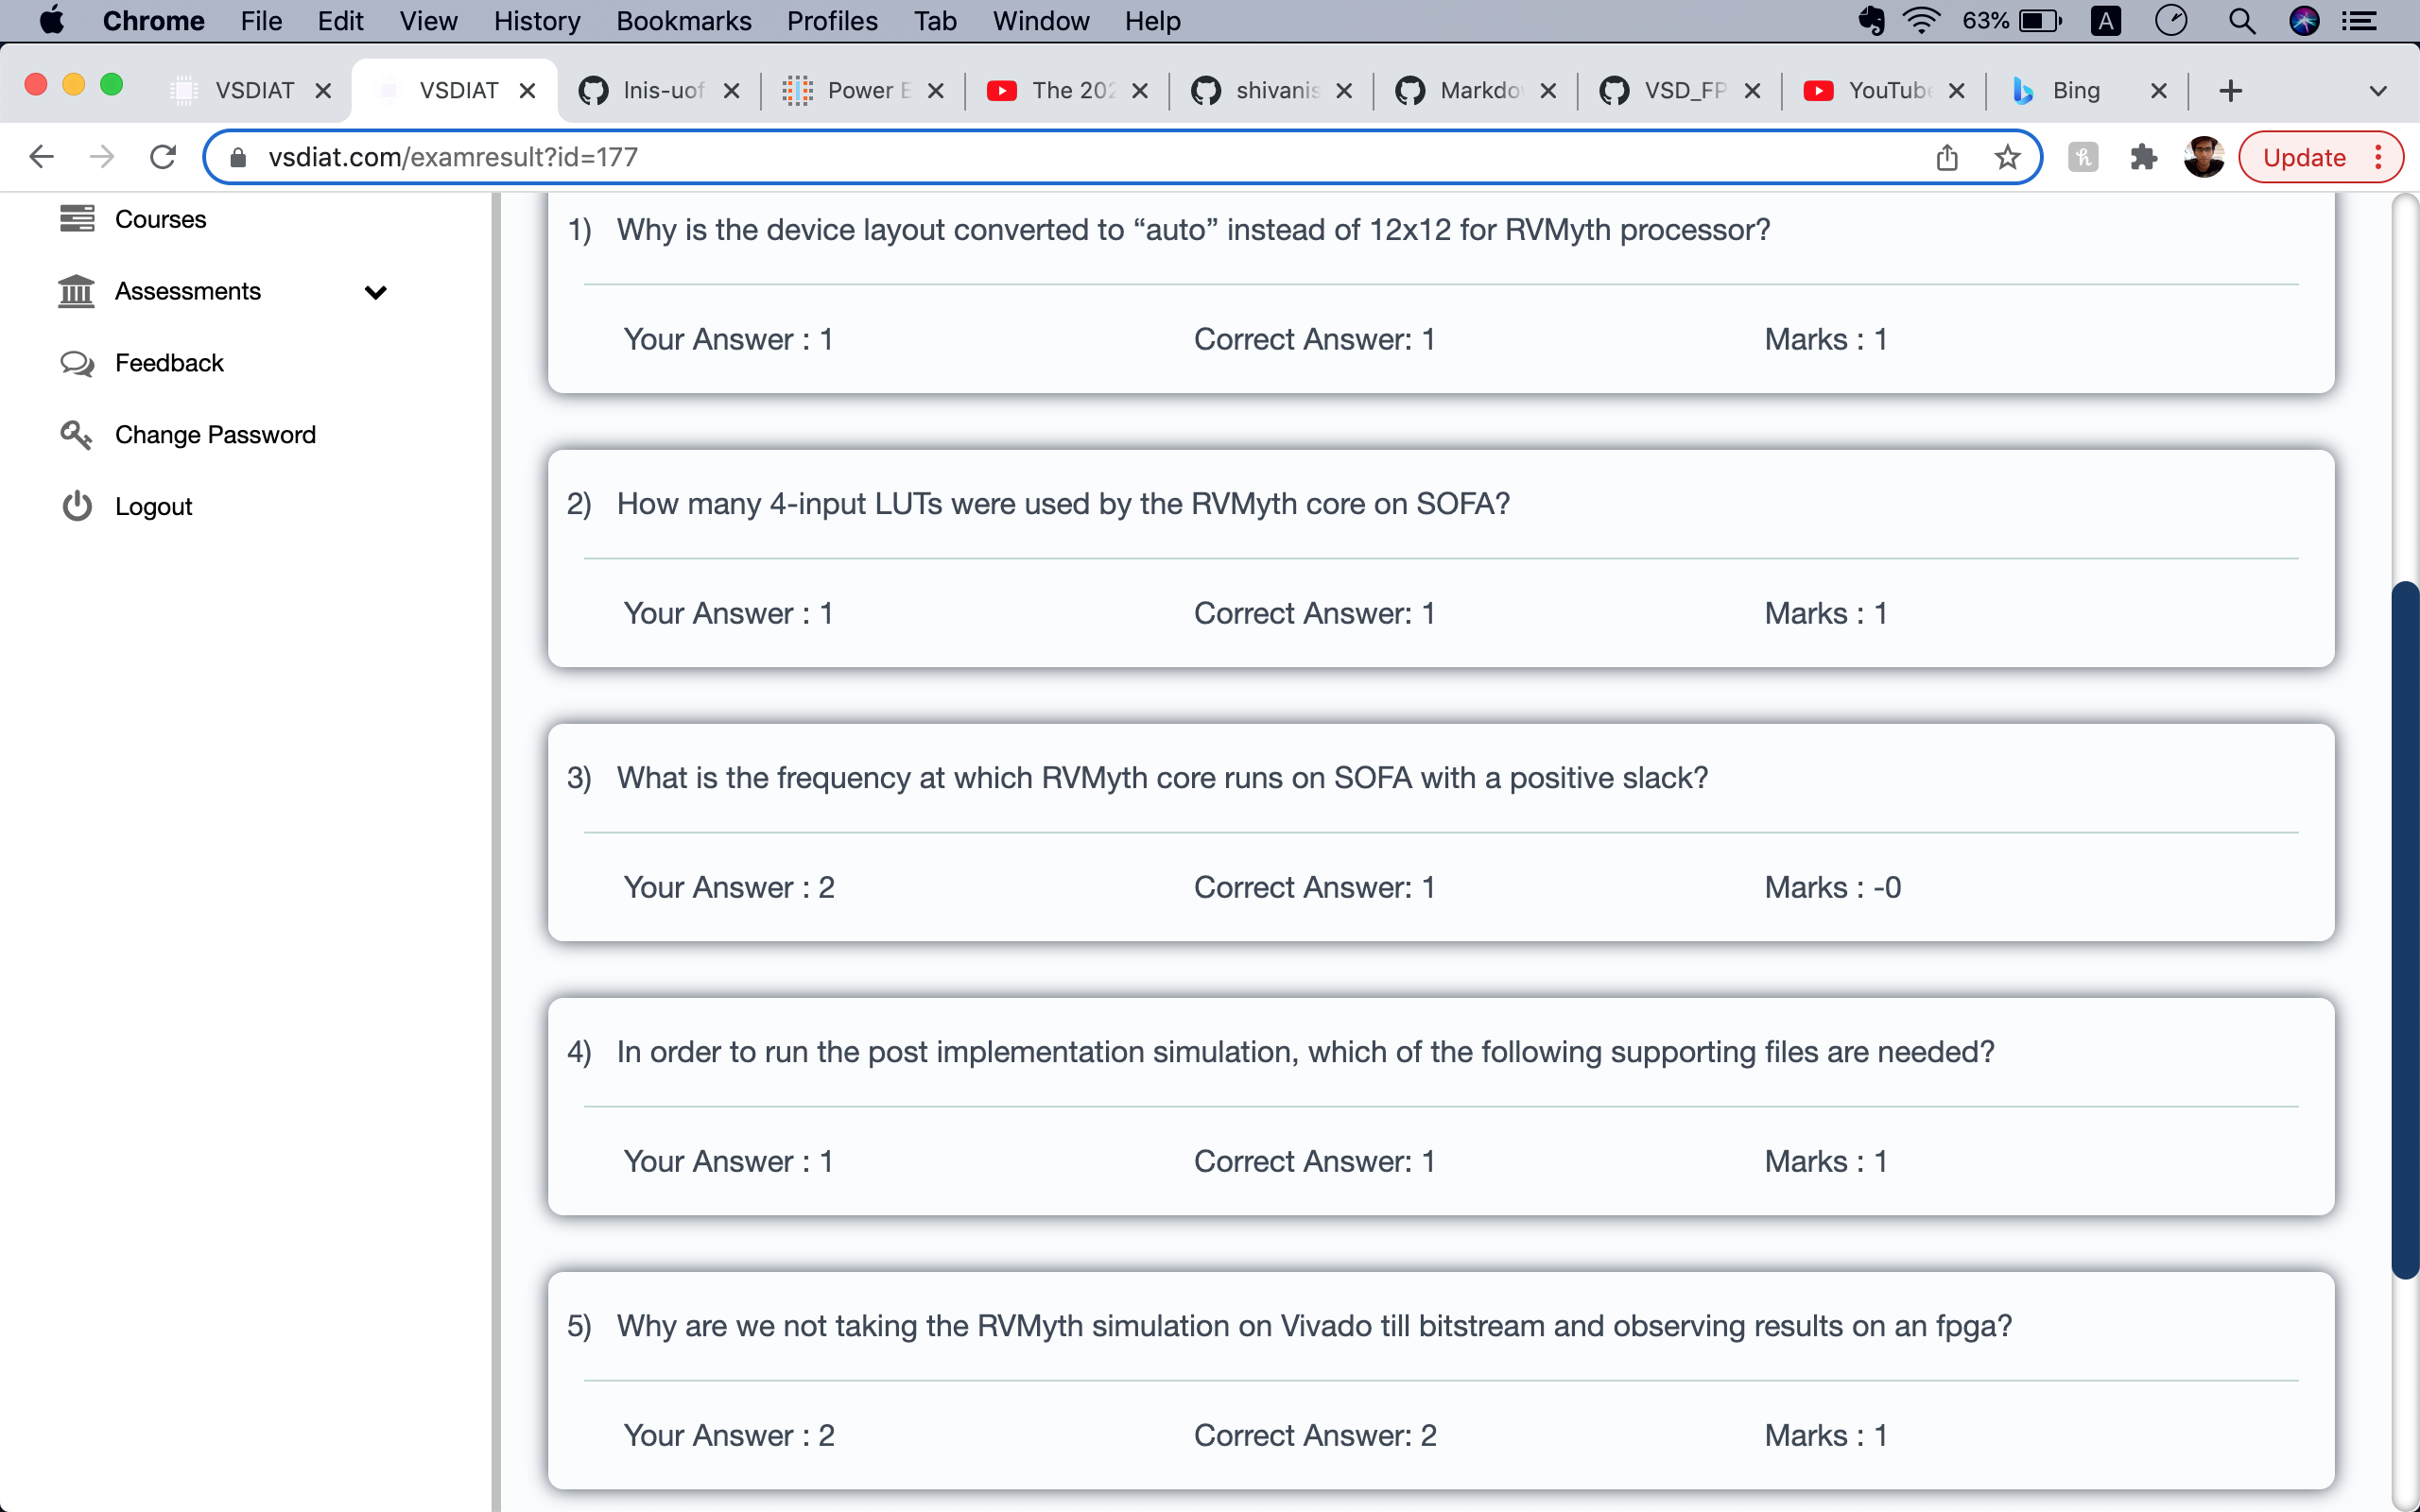 Chrome File Edit View History Bookmarks Profiles Tab Window Help 63% A
VSDIAT VSDIAT lnis-uof Power E The 202 shivanis Markdo VSD_FP YouTube Bing
vsdiat.com/examresult?id=177 Update
Courses
Assessments
Feedback
Change Password
Logout
1) Why is the device layout converted to “auto” instead of 12x12 for RVMyth processor?
Your Answer : 1 Correct Answer: 1 Marks : 1
2) How many 4-input LUTs were used by the RVMyth core on SOFA?
Your Answer : 1 Correct Answer: 1 Marks : 1
3) What is the frequency at which RVMyth core runs on SOFA with a positive slack?
Your Answer : 2 Correct Answer: 1 Marks : -0
4) In order to run the post implementation simulation, which of the following supporting files are needed?
Your Answer : 1 Correct Answer: 1 Marks : 1
5) Why are we not taking the RVMyth simulation on Vivado till bitstream and observing results on an fpga?
Your Answer : 2 Correct Answer: 2 Marks : 1